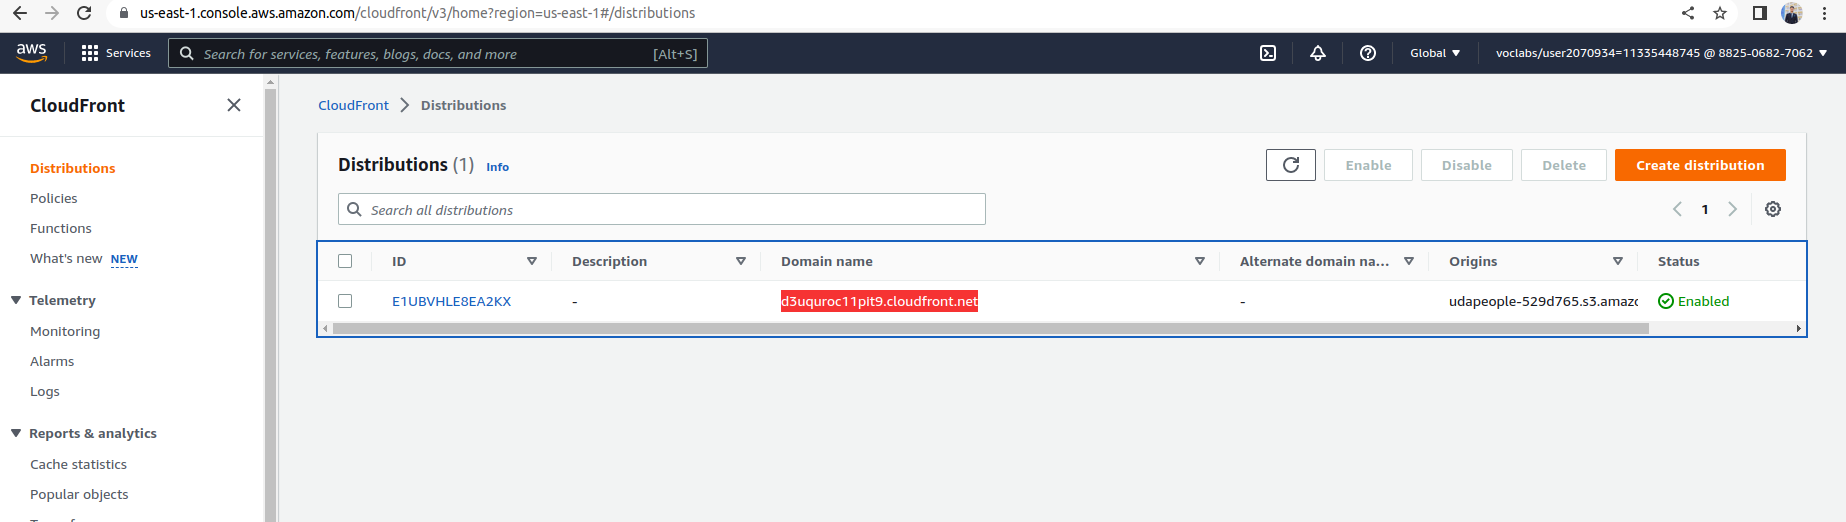 us-east-1.console.aws.amazon.com/cloudfront/v3/home?region=us-east-1#/distributions
aws Services Search for services, features, blogs, docs, and more [Alt+S] Global voclabs/user2070934=11335448745 @ 8825-0682-7062
CloudFront
Distributions
Policies
Functions
What's new NEW
Telemetry
Monitoring
Alarms
Logs
Reports & analytics
Cache statistics
Popular objects
CloudFront Distributions
Distributions (1) Info Enable Disable Delete Create distribution
Search all distributions 1
ID Description Domain name Alternate domain na... Origins Status
E1UBVHLE8EA2KX - d3uquroc11pit9.cloudfront.net - udapeople-529d765.s3.amazo Enabled